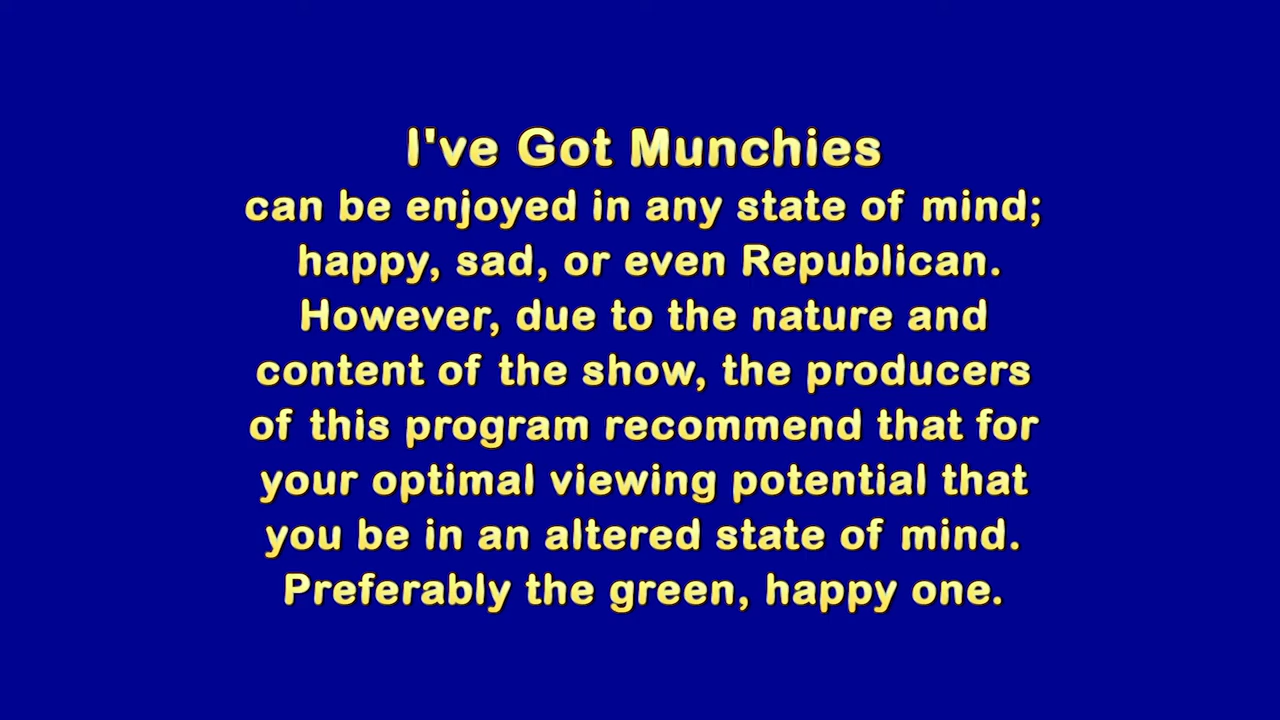 I've Got Munchies
can be enjoyed in any state of mind;
happy, sad, or even Republican.
However, due to the nature and
content of the show, the producers
of this program recommend that for
your optimal viewing potential that
you be in an altered state of mind.
Preferably the green, happy one.